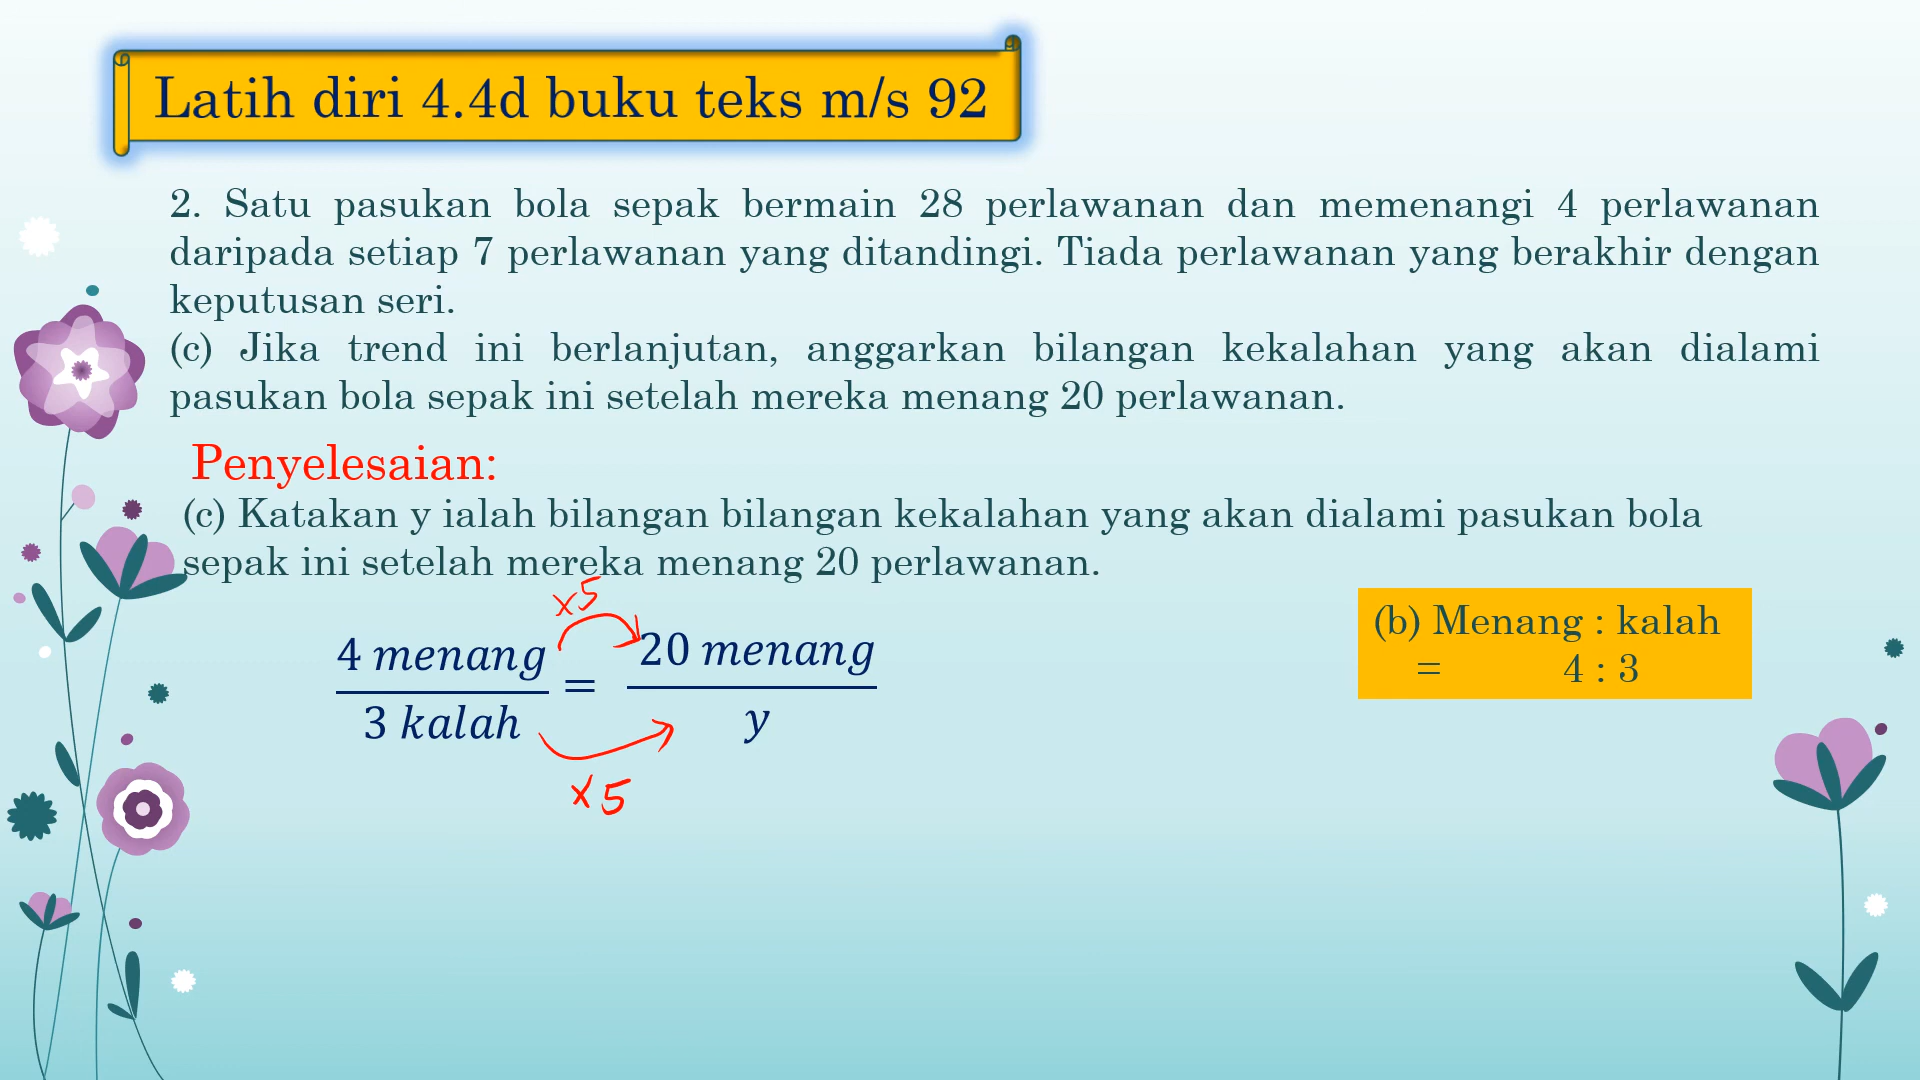 Latih diri 4.4d buku teks m/s 92
2. Satu pasukan bola sepak bermain 28 perlawanan dan memenangi 4 perlawanan
daripada setiap 7 perlawanan yang ditandingi. Tiada perlawanan yang berakhir dengan
keputusan seri.
(c) Jika trend ini berlanjutan, anggarkan bilangan kekalahan yang akan dialami
pasukan bola sepak ini setelah mereka menang 20 perlawanan.
Penyelesaian:
(c) Katakan y ialah bilangan bilangan kekalahan yang akan dialami pasukan bola
sepak ini setelah mereka menang 20 perlawanan.
x5
4 menang = 20 menang
3 kalah y
x5
(b) Menang : kalah
= 4 : 3